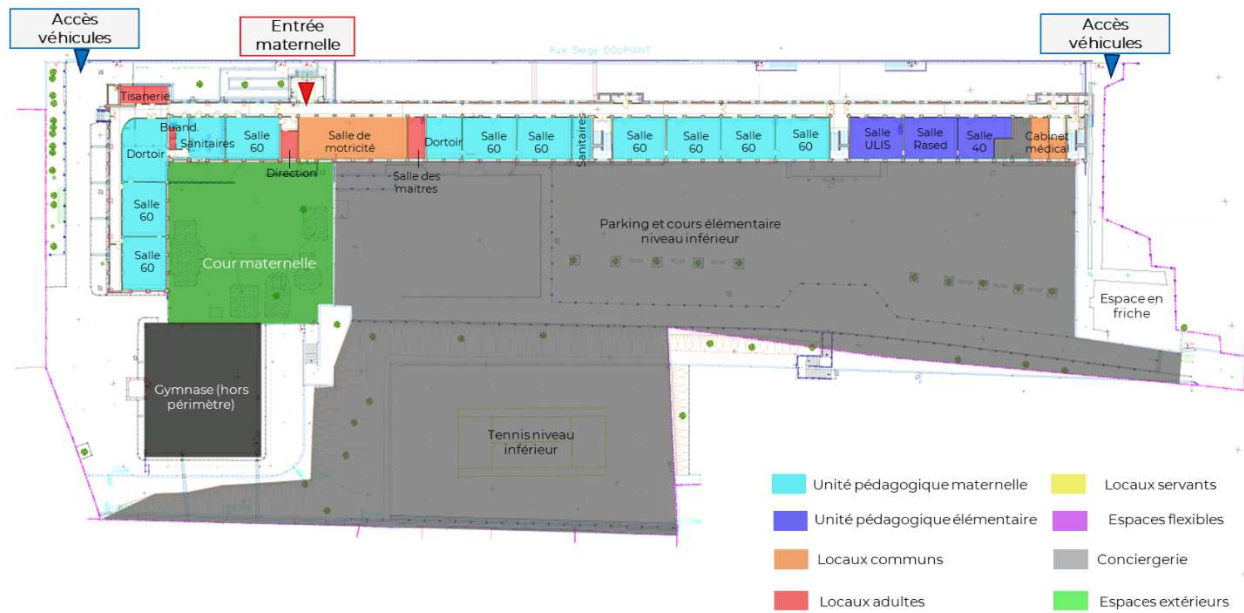 Accès
véhicules
Entrée
maternelle
Accès
véhicules
Rue Serge DOUPIANT
Tisanerie
Buand.
Sanitaires
Dortoir
Salle
60
Direction
Salle de
motricité
Salle des
maitres
Dortoir
Salle
60
Salle
60
Sanitaires
Salle
60
Salle
60
Salle
60
Salle
60
Salle
ULIS
Salle
Rased
Salle
40
Cabinet
médical
Salle
60
Salle
60
Cour maternelle
Parking et cours élémentaire
niveau inférieur
Espace en
friche
Gymnase (hors
périmètre)
Tennis niveau
inférieur
Unité pédagogique maternelle
Locaux servants
Unité pédagogique élémentaire
Espaces flexibles
Locaux communs
Conciergerie
Locaux adultes
Espaces extérieurs